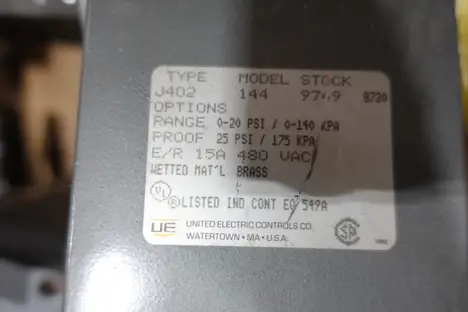 TYPE MODEL STOCK
J402 144 8720
OPTIONS
RANGE 0-20 PSI / 0-140 KPA
PROOF 25 PSI / 175 KPA
E/R 15A 480 VAC
WETTED MAT'L BRASS
UL ® LISTED IND CONT EQ 549A
UE UNITED ELECTRIC CONTROLS CO.
WATERTOWN • MA • U.S.A.